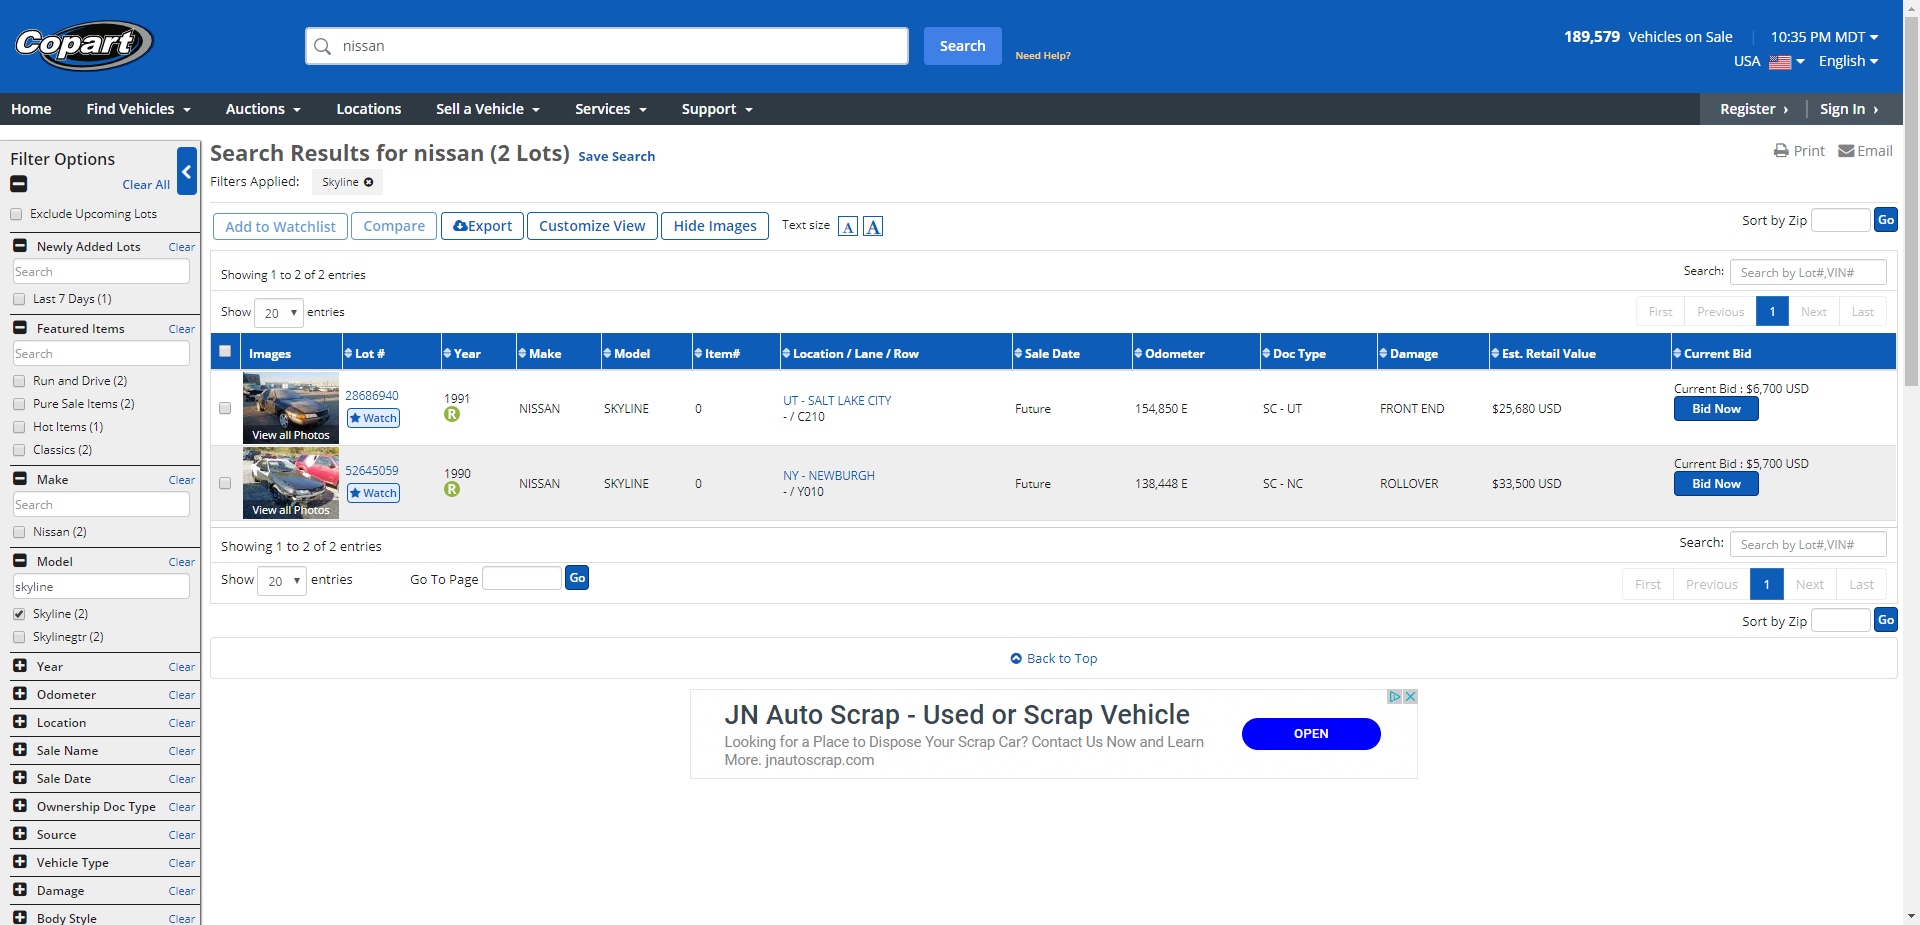 Copart
nissan
Search
Need Help?
189,579 Vehicles on Sale
10:35 PM MDT
USA
English
Home
Find Vehicles
Auctions
Locations
Sell a Vehicle
Services
Support
Register ›
Sign In ›
Filter Options
Clear All
Exclude Upcoming Lots
Newly Added Lots Clear
Search
Last 7 Days (1)
Featured Items Clear
Search
Run and Drive (2)
Pure Sale Items (2)
Hot Items (1)
Classics (2)
Make Clear
Search
Nissan (2)
Model Clear
skyline
Skyline (2)
Skylinegtr (2)
Year Clear
Odometer Clear
Location Clear
Sale Name Clear
Sale Date Clear
Ownership Doc Type Clear
Source Clear
Vehicle Type Clear
Damage Clear
Body Style Clear
Search Results for nissan (2 Lots) Save Search
Print Email
Filters Applied: Skyline
Add to Watchlist Compare Export Customize View Hide Images Text size A A
Sort by Zip Go
Showing 1 to 2 of 2 entries
Search: Search by Lot#,VIN#
Show 20 entries
First Previous 1 Next Last
Images Lot # Year Make Model Item# Location / Lane / Row Sale Date Odometer Doc Type Damage Est. Retail Value Current Bid
View all Photos
28686940
Watch
1991
R
NISSAN
SKYLINE
0
UT - SALT LAKE CITY
- / C210
Future
154,850 E
SC - UT
FRONT END
$25,680 USD
Current Bid : $6,700 USD
Bid Now
View all Photos
52645059
Watch
1990
R
NISSAN
SKYLINE
0
NY - NEWBURGH
- / Y010
Future
138,448 E
SC - NC
ROLLOVER
$33,500 USD
Current Bid : $5,700 USD
Bid Now
Showing 1 to 2 of 2 entries
Search: Search by Lot#,VIN#
Show 20 entries
Go To Page Go
First Previous 1 Next Last
Sort by Zip Go
Back to Top
JN Auto Scrap - Used or Scrap Vehicle
Looking for a Place to Dispose Your Scrap Car? Contact Us Now and Learn
More. jnautoscrap.com
OPEN